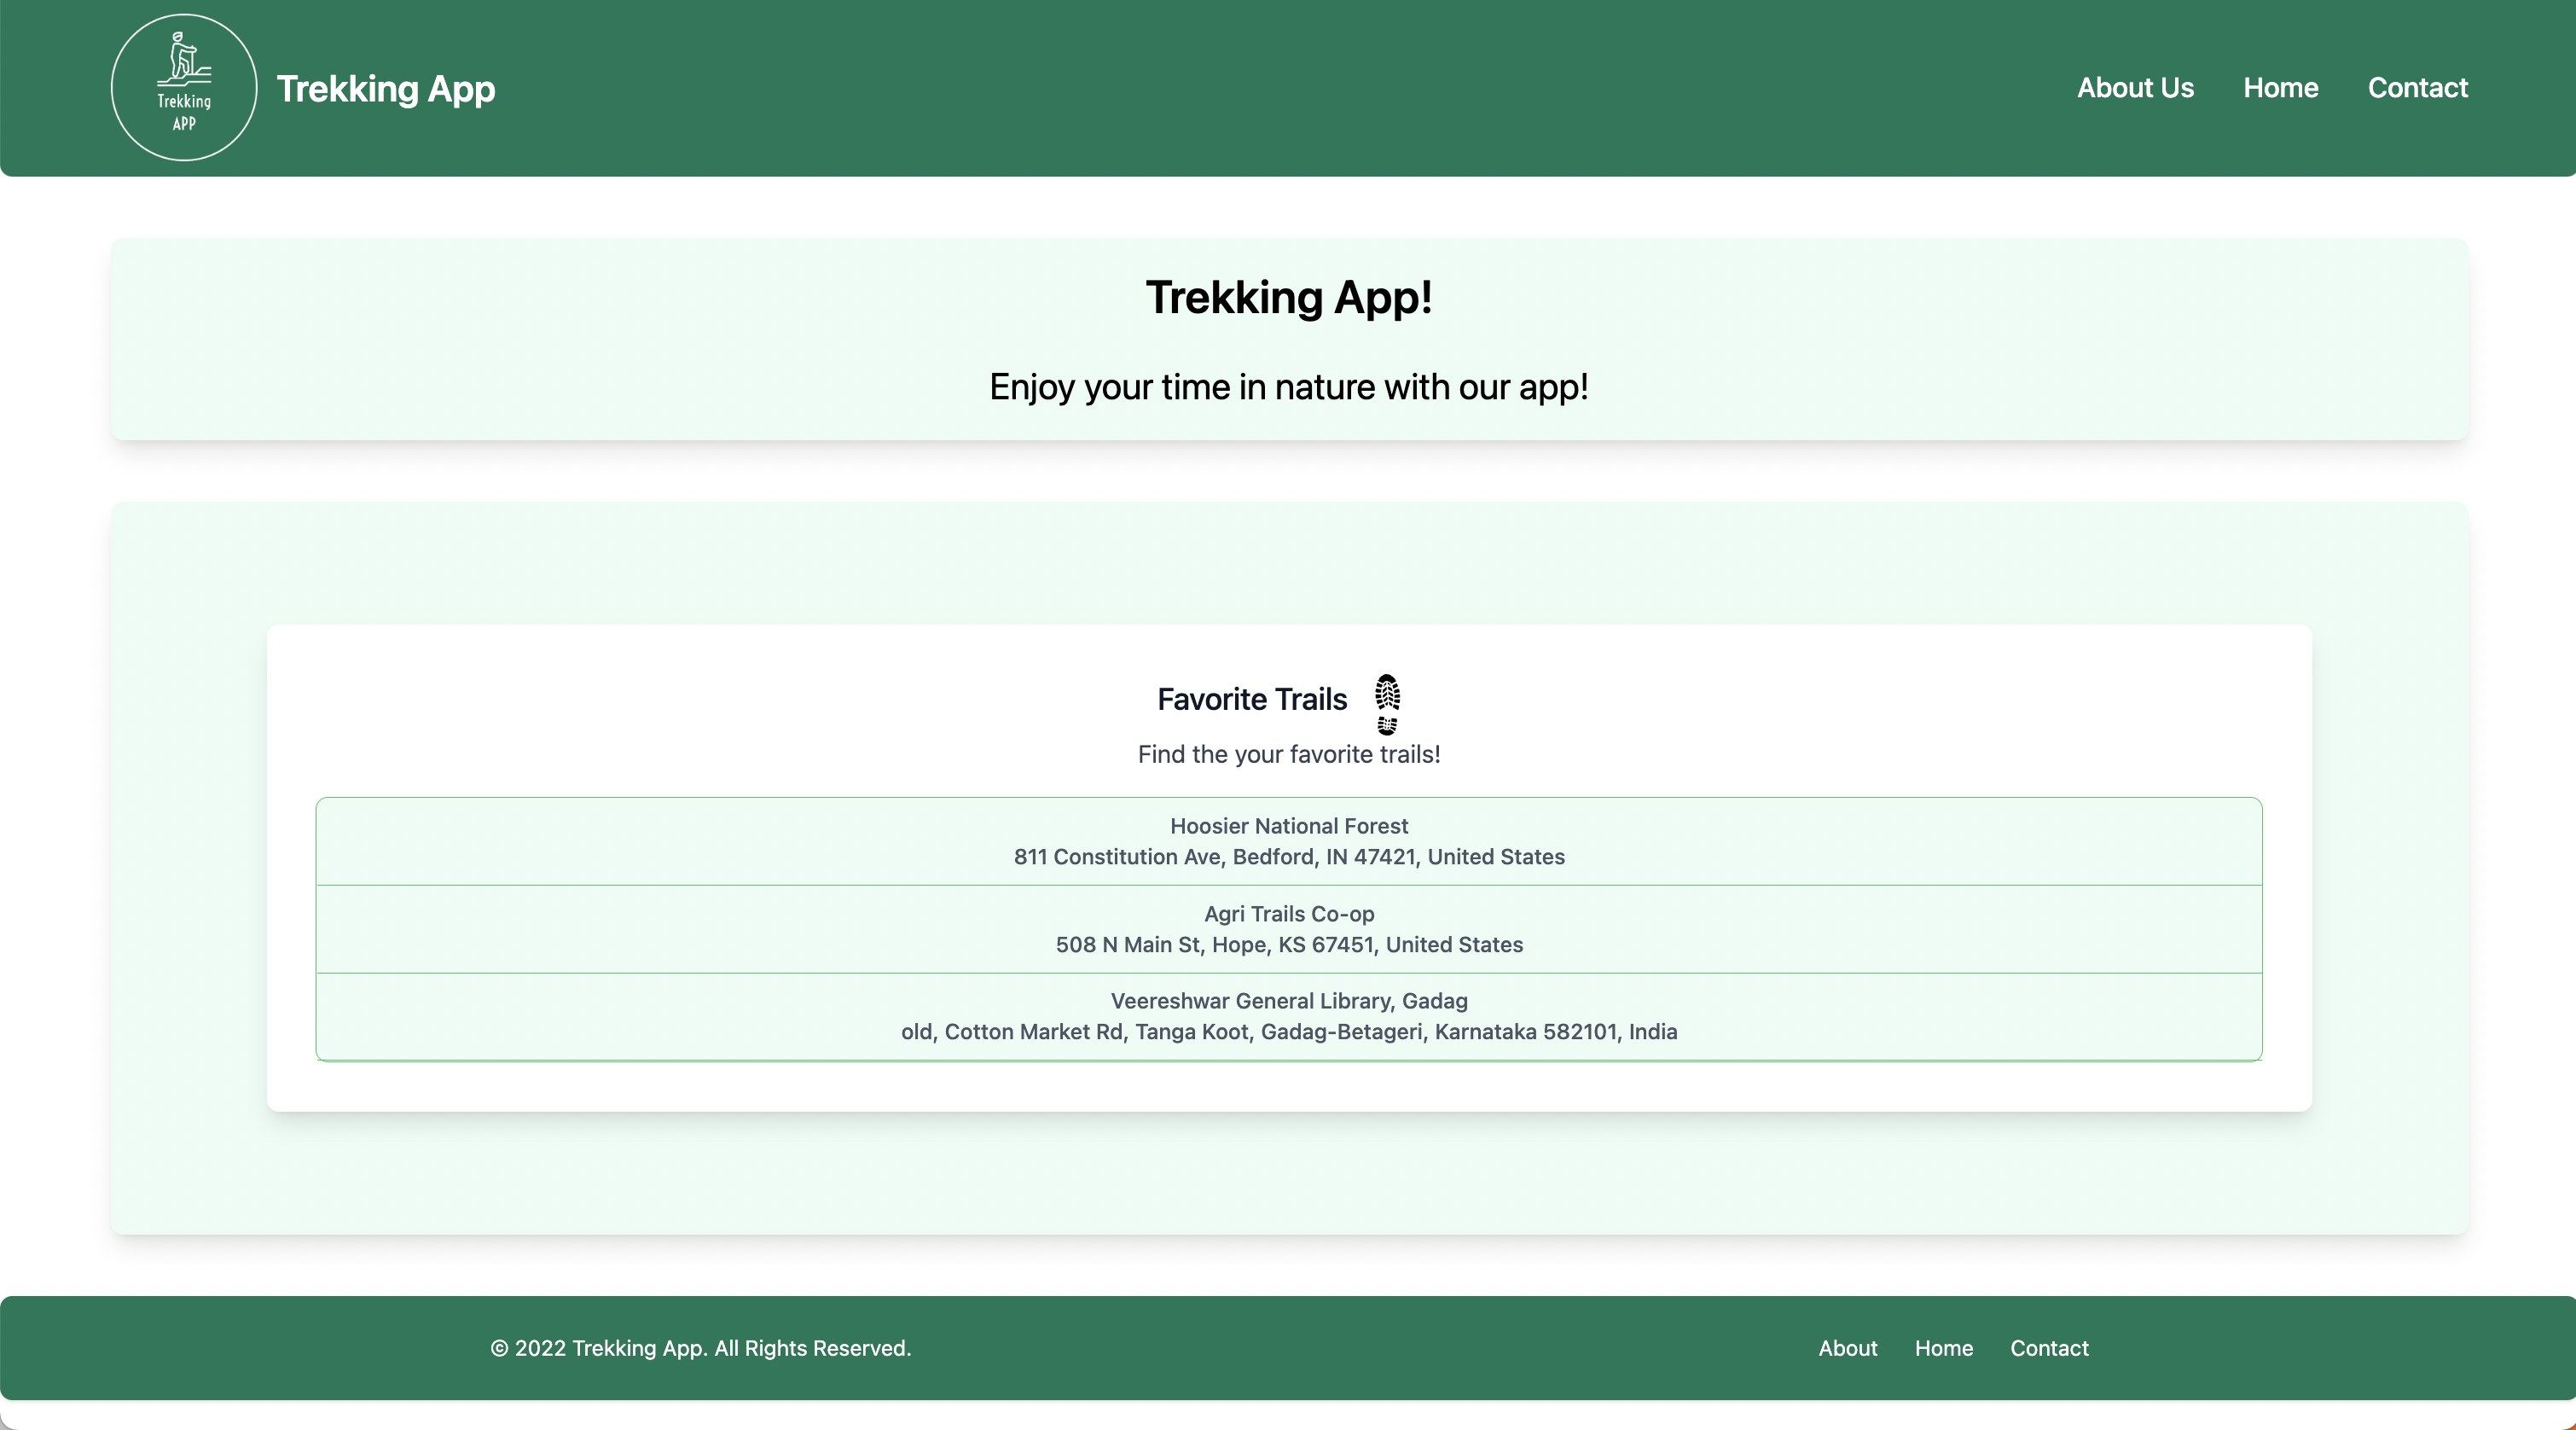 Trekking
APP
Trekking App
About Us Home Contact
Trekking App!
Enjoy your time in nature with our app!
Favorite Trails
Find the your favorite trails!
Hoosier National Forest
811 Constitution Ave, Bedford, IN 47421, United States
Agri Trails Co-op
508 N Main St, Hope, KS 67451, United States
Veereshwar General Library, Gadag
old, Cotton Market Rd, Tanga Koot, Gadag-Betageri, Karnataka 582101, India
© 2022 Trekking App. All Rights Reserved.
About Home Contact